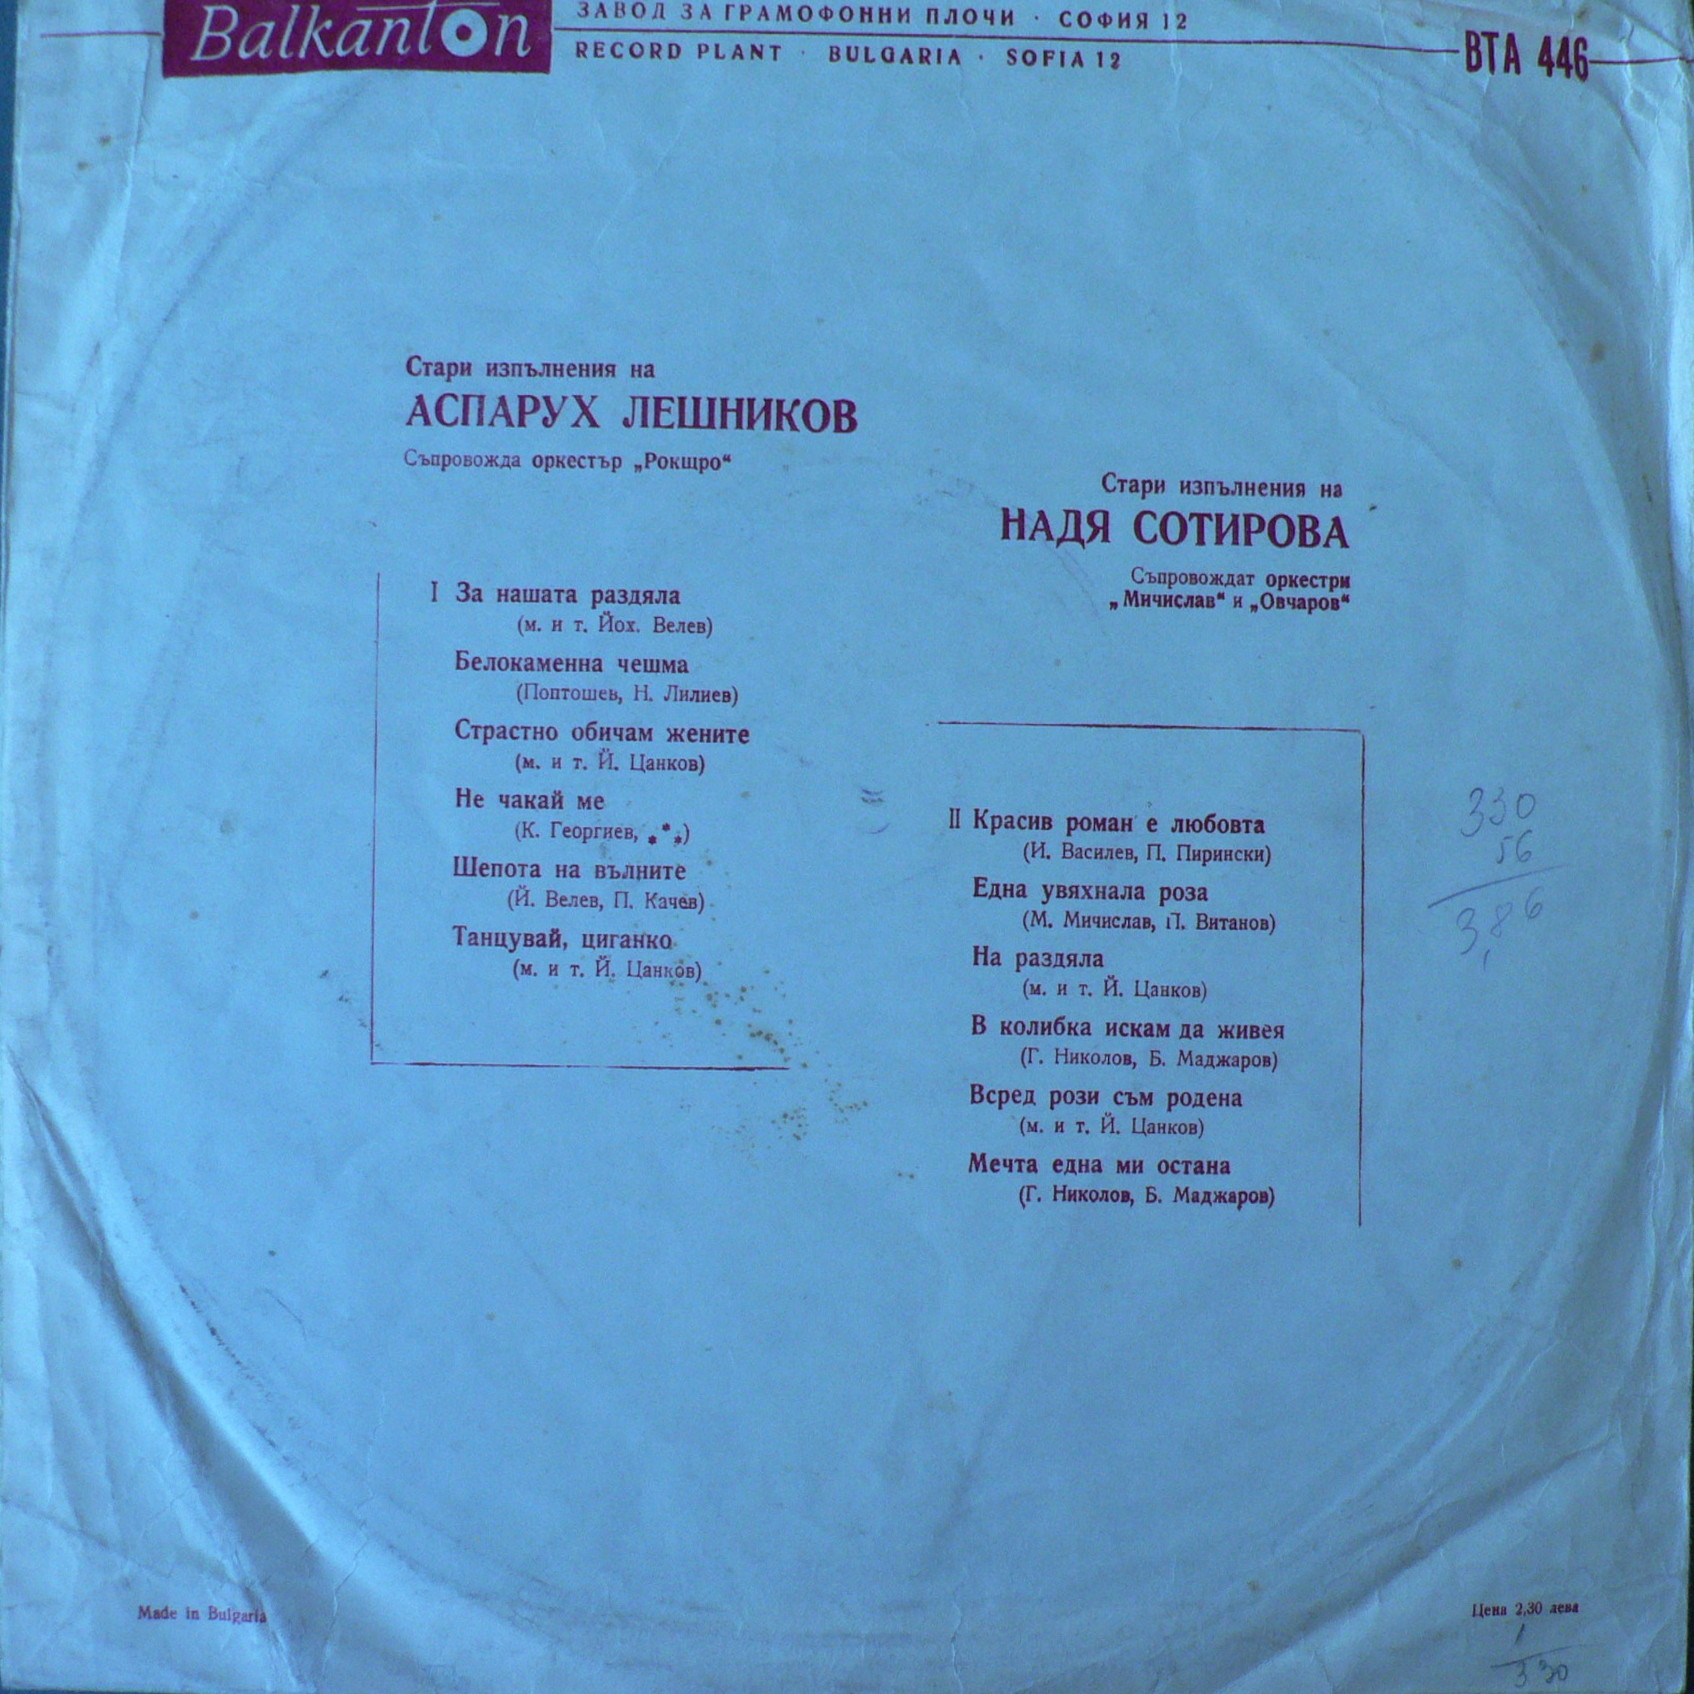 Balkanton
ЗАВОД ЗА ГРАМОФОННИ ПЛОЧИ · СОФИЯ 12
RECORD PLANT · BULGARIA · SOFIA 12
ВТА 446
Стари изпълнения на
АСПАРУХ ЛЕШНИКОВ
Съпровожда оркестър „Рокщро“
I За нашата раздяла
(м. и т. Йох. Велев)
Белокаменна чешма
(Поптошев, Н. Лилиев)
Страстно обичам жените
(м. и т. Й. Цанков)
Не чакай ме
(К. Георгиев, ***)
Шепота на вълните
(Й. Велев, П. Качев)
Танцувай, циганко
(м. и т. Й. Цанков)
Стари изпълнения на
НАДЯ СОТИРОВА
Съпровождат оркестри
„Мичислав“ и „Овчаров“
II Красив роман е любовта
(И. Василев, П. Пирински)
Една увяхнала роза
(М. Мичислав, П. Витанов)
На раздяла
(м. и т. Й. Цанков)
В колибка искам да живея
(Г. Николов, Б. Маджаров)
Всред рози съм родена
(м. и т. Й. Цанков)
Мечта една ми остана
(Г. Николов, Б. Маджаров)
330
56
3,86
Made in Bulgaria
Цена 2,30 лева
1
3 30